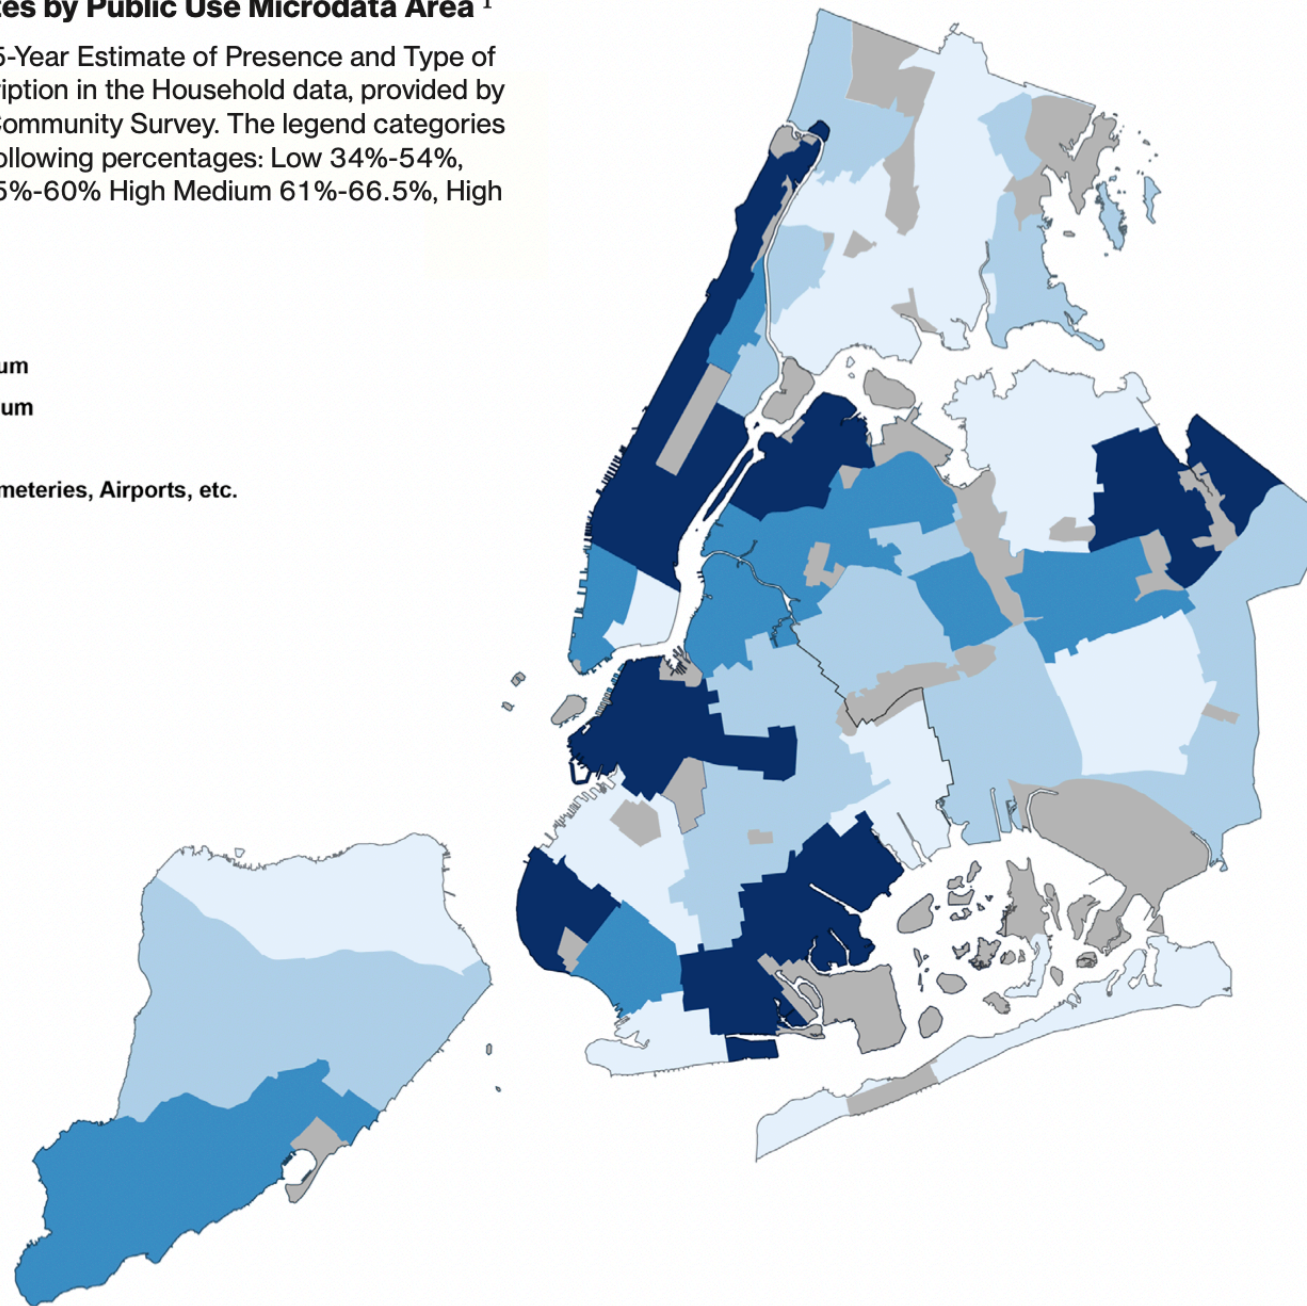 tes by Public Use Microdata Area 1
5-Year Estimate of Presence and Type of
ription in the Household data, provided by
Community Survey. The legend categories
ollowing percentages: Low 34%-54%,
5%-60% High Medium 61%-66.5%, High
um
um
meteries, Airports, etc.